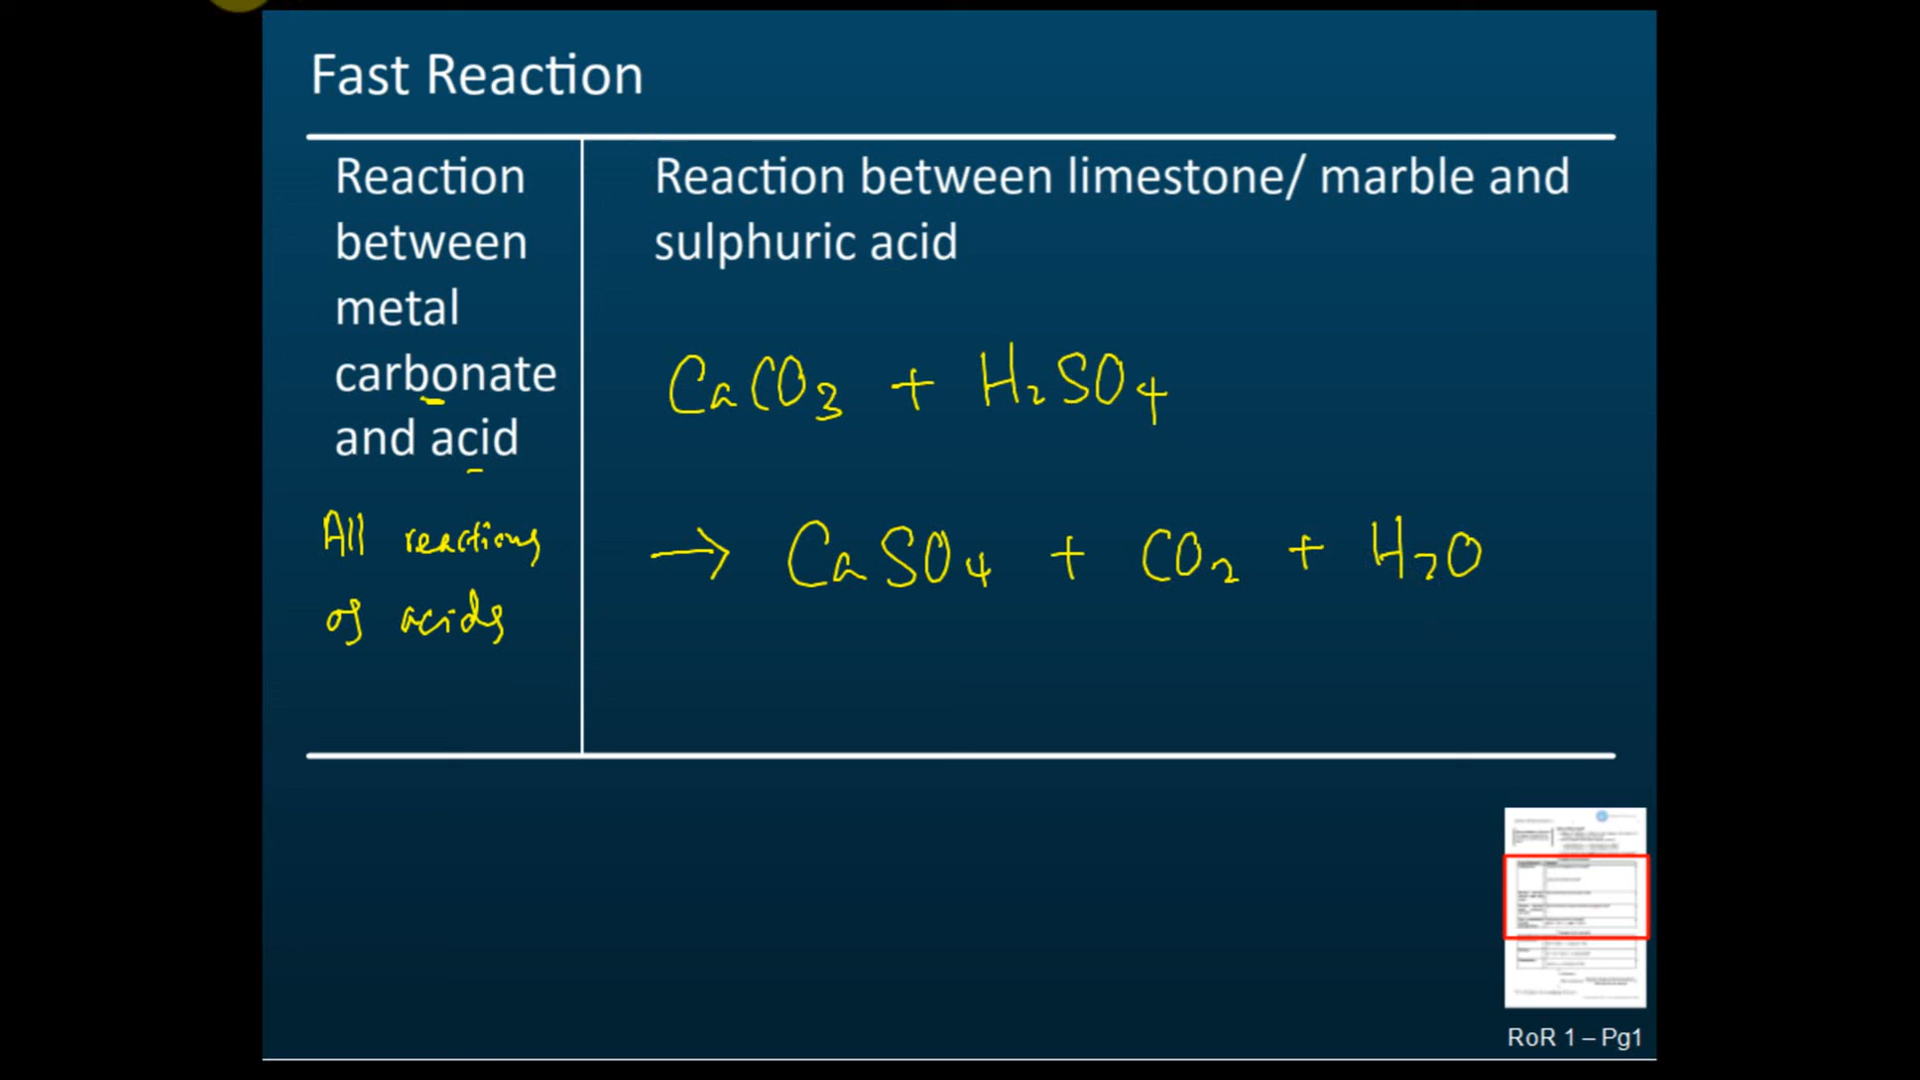 Fast Reaction
Reaction
between
metal
carbonate
and acid
All reactions
of acids
Reaction between limestone/ marble and
sulphuric acid
CaCO3 + H2SO4
→ CaSO4 + CO2 + H2O
RoR 1 – Pg1